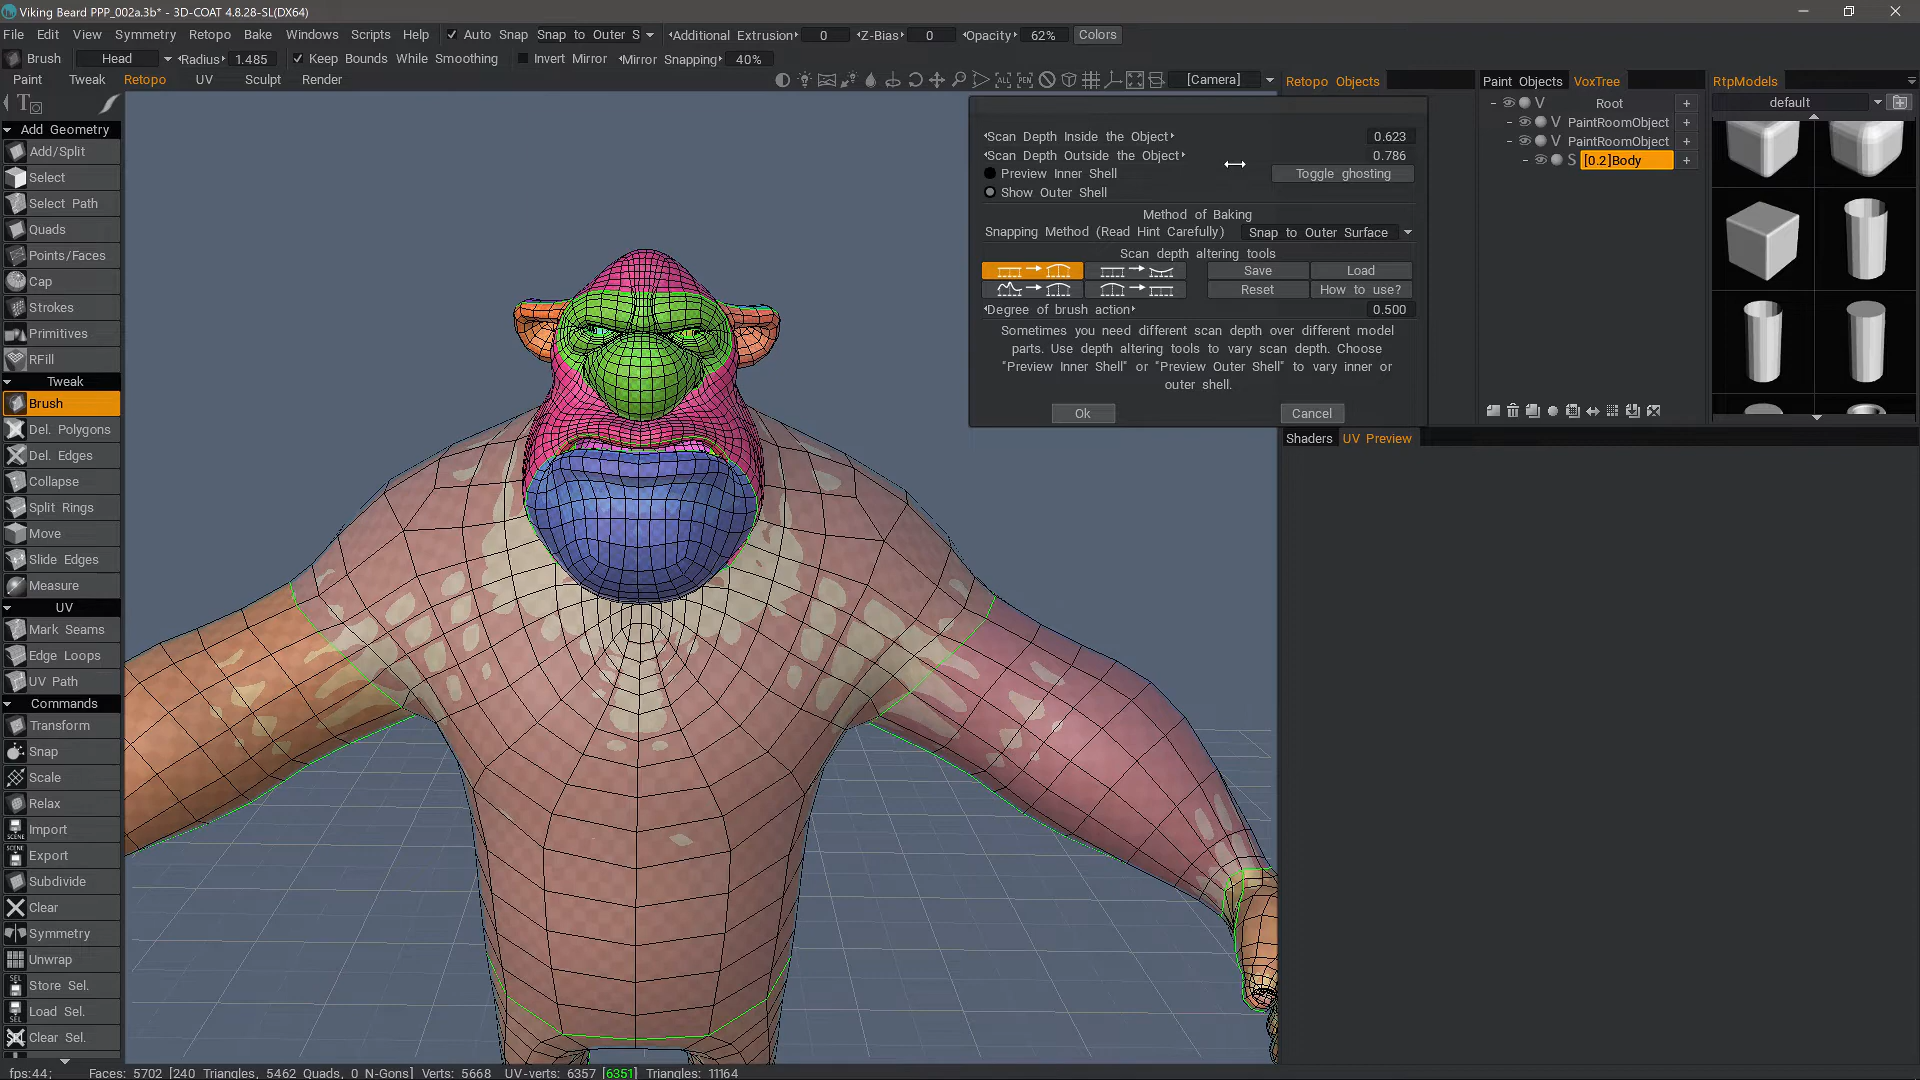 Viking Beard PPP_002a.3b* - 3D-COAT 4.8.28-SL(DX64)
File Edit View Symmetry Retopo Bake Windows Scripts Help Auto Snap Snap to Outer S Additional Extrusion 0 Z-Bias 0 Opacity 62% Colors
Brush Head Radius 1.485 Keep Bounds While Smoothing Invert Mirror Mirror Snapping 40%
Paint Tweak Retopo UV Sculpt Render [Camera]
Retopo Objects
Paint Objects VoxTree
RtpModels
default
V Root +
V PaintRoomObject +
V PaintRoomObject +
S [0.2]Body +
Add Geometry
Add/Split
Select
Select Path
Quads
Points/Faces
Cap
Strokes
Primitives
RFill
Tweak
Brush
Del. Polygons
Del. Edges
Collapse
Split Rings
Move
Slide Edges
Measure
UV
Mark Seams
Edge Loops
UV Path
Commands
Transform
Snap
Scale
Relax
Import
Export
Subdivide
Clear
Symmetry
Unwrap
Store Sel.
Load Sel.
Clear Sel.
Scan Depth Inside the Object 0.623
Scan Depth Outside the Object 0.786
Preview Inner Shell Toggle ghosting
Show Outer Shell
Method of Baking
Snapping Method (Read Hint Carefully) Snap to Outer Surface
Scan depth altering tools
Save Load
Reset How to use?
Degree of brush action 0.500
Sometimes you need different scan depth over different model
parts. Use depth altering tools to vary scan depth. Choose
"Preview Inner Shell" or "Preview Outer Shell" to vary inner or
outer shell.
Ok Cancel
Shaders UV Preview
fps:44; Faces: 5702 [240 Triangles, 5462 Quads, 0 N-Gons] Verts: 5668 UV-verts: 6357 [6351] Triangles: 11164